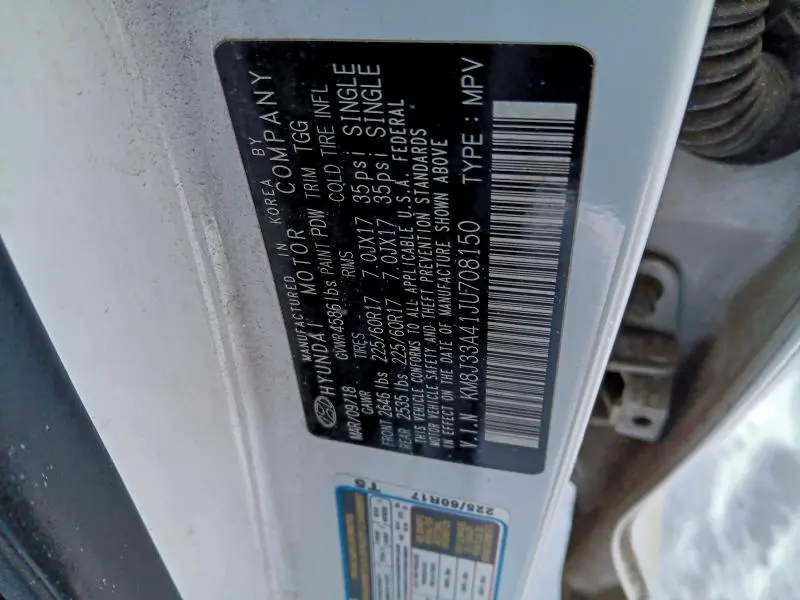 MANUFACTURED IN KOREA BY
HYUNDAI MOTOR COMPANY
MAR/09/18 GVWR 4586 lbs PAINT PDW TRIM TGG
GAWR TIRES RIMS COLD TIRE INFL
FRONT 2646 lbs 225/60R17 7.0JX17 35psi SINGLE
REAR 2535 lbs 225/60R17 7.0JX17 35psi SINGLE
THIS VEHICLE CONFORMS TO ALL APPLICABLE U.S.A. FEDERAL
MOTOR VEHICLE SAFETY AND THEFT PREVENTION STANDARDS
IN EFFECT ON THE DATE OF MANUFACTURE SHOWN ABOVE
V.I.N KM8J33A41JU708150 TYPE : MPV
225/60R17